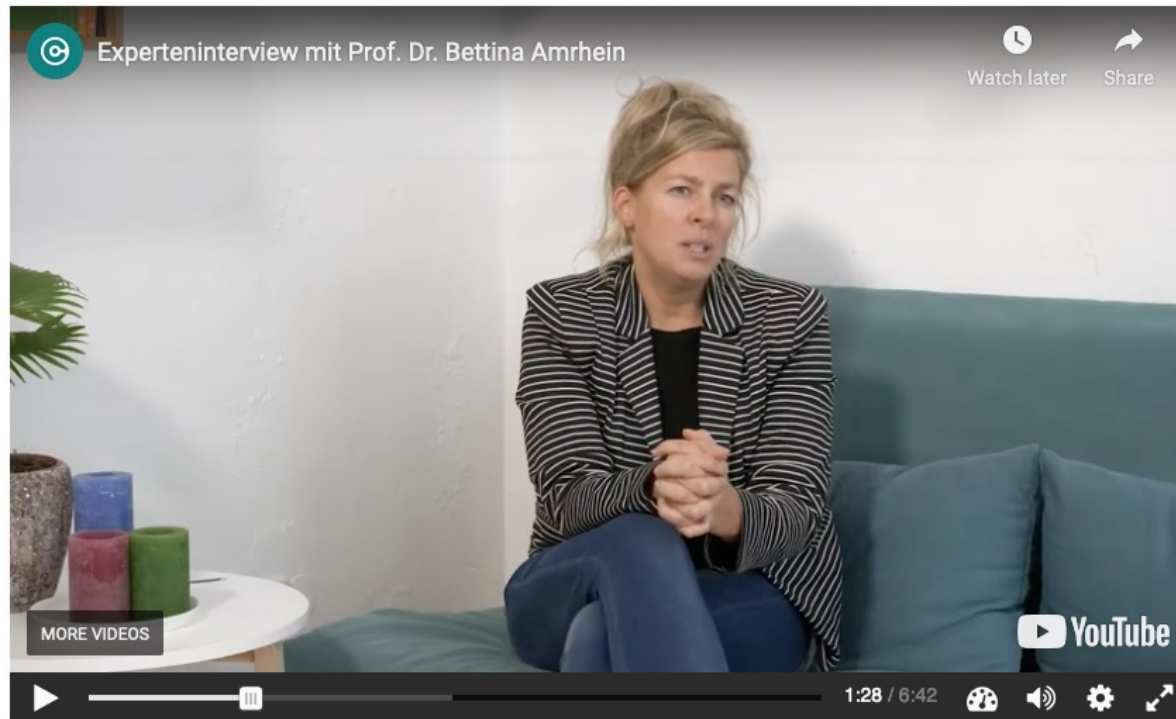 Experteninterview mit Prof. Dr. Bettina Amrhein
Watch later
Share
MORE VIDEOS
YouTube
1:28 / 6:42